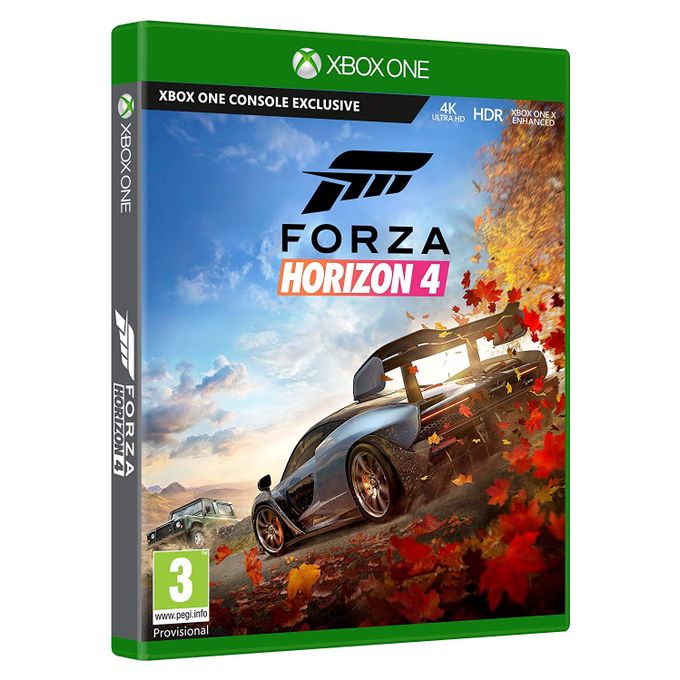 XBOX ONE
XBOX ONE CONSOLE EXCLUSIVE
4K
ULTRA HD
HDR
XBOX ONE X
ENHANCED
FORZA
HORIZON 4
3
™
www.pegi.info
Provisional
XBOX ONE
FORZA
HORIZON 4